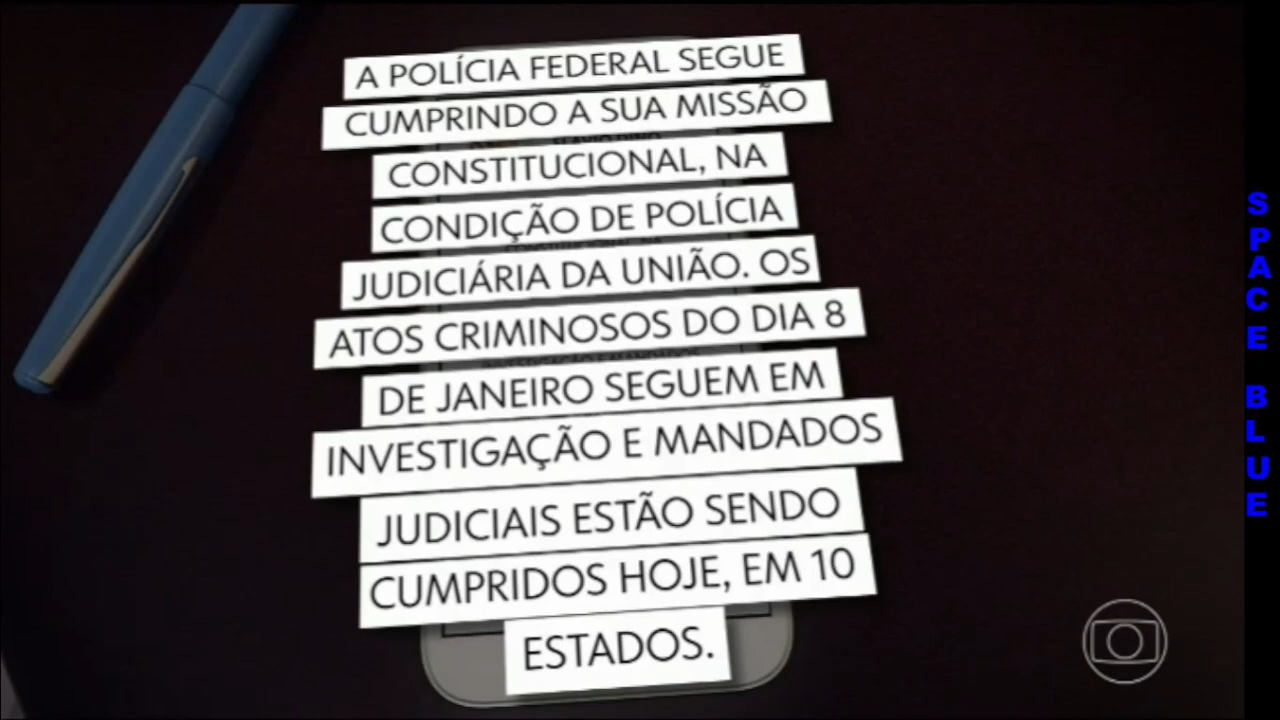 A POLÍCIA FEDERAL SEGUE
CUMPRINDO A SUA MISSÃO
CONSTITUCIONAL, NA
CONDIÇÃO DE POLÍCIA
JUDICIÁRIA DA UNIÃO. OS
ATOS CRIMINOSOS DO DIA 8
DE JANEIRO SEGUEM EM
INVESTIGAÇÃO E MANDADOS
JUDICIAIS ESTÃO SENDO
CUMPRIDOS HOJE, EM 10
ESTADOS.
SPACE BLUE